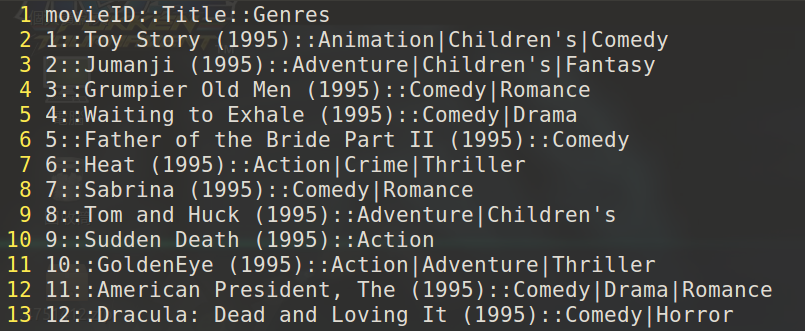 1 movieID::Title::Genres
2 1::Toy Story (1995)::Animation|Children's|Comedy
3 2::Jumanji (1995)::Adventure|Children's|Fantasy
4 3::Grumpier Old Men (1995)::Comedy|Romance
5 4::Waiting to Exhale (1995)::Comedy|Drama
6 5::Father of the Bride Part II (1995)::Comedy
7 6::Heat (1995)::Action|Crime|Thriller
8 7::Sabrina (1995)::Comedy|Romance
9 8::Tom and Huck (1995)::Adventure|Children's
10 9::Sudden Death (1995)::Action
11 10::GoldenEye (1995)::Action|Adventure|Thriller
12 11::American President, The (1995)::Comedy|Drama|Romance
13 12::Dracula: Dead and Loving It (1995)::Comedy|Horror